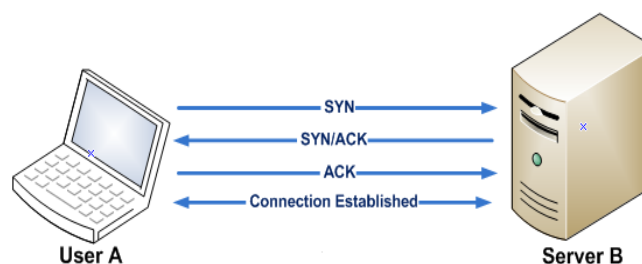 SYN
SYN/ACK
ACK
Connection Established
User A
Server B